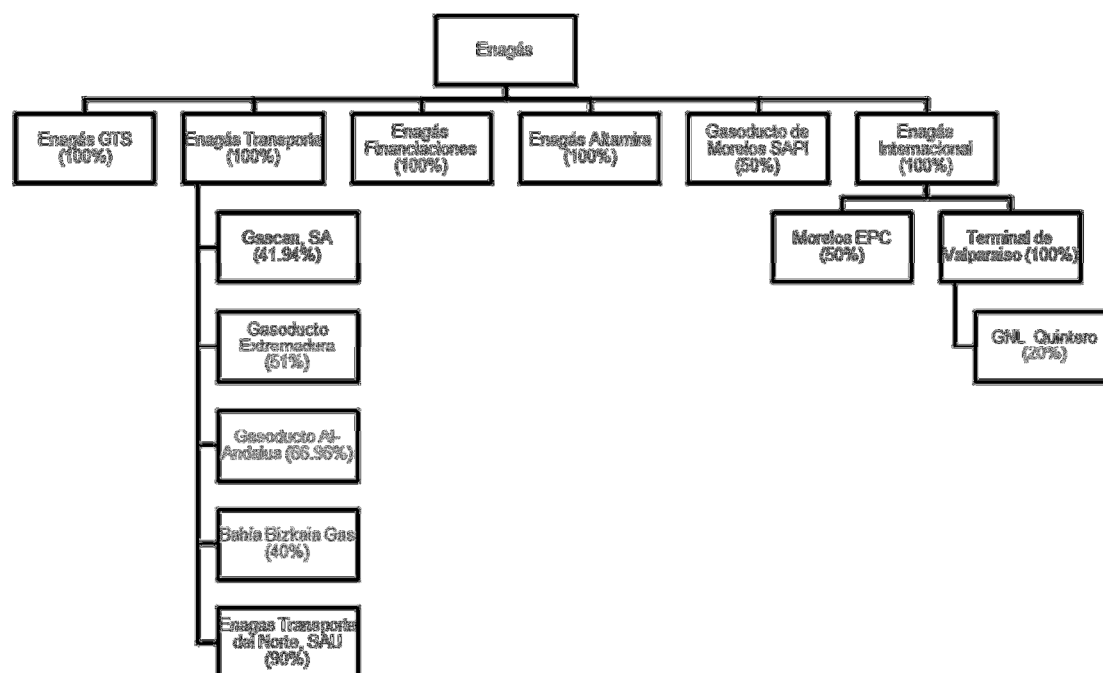 Enagás
Enagás GTS
(100%)
Enagás Transporte
(100%)
Enagás
Financiaciones
(100%)
Enagás Altamira
(100%)
Gasoducto de
Morelos SAPI
(50%)
Enagás
Internacional
(100%)
Gascan, SA
(41.94%)
Morelos EPC
(50%)
Terminal de
Valparaiso (100%)
Gasoducto
Extremadura
(51%)
GNL Quintero
(20%)
Gasoducto Al-
Andalus (66.96%)
Bahía Bizkaia Gas
(40%)
Enagas Transporte
del Norte, SAU
(90%)